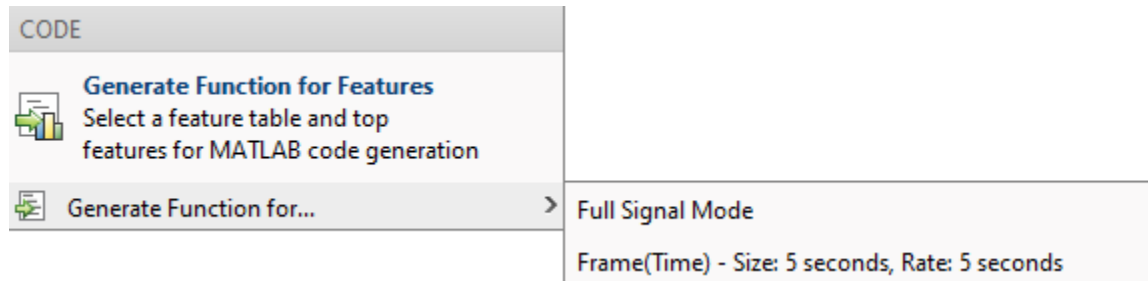 CODE
Generate Function for Features
Select a feature table and top
features for MATLAB code generation
Generate Function for...
Full Signal Mode
Frame(Time) - Size: 5 seconds, Rate: 5 seconds